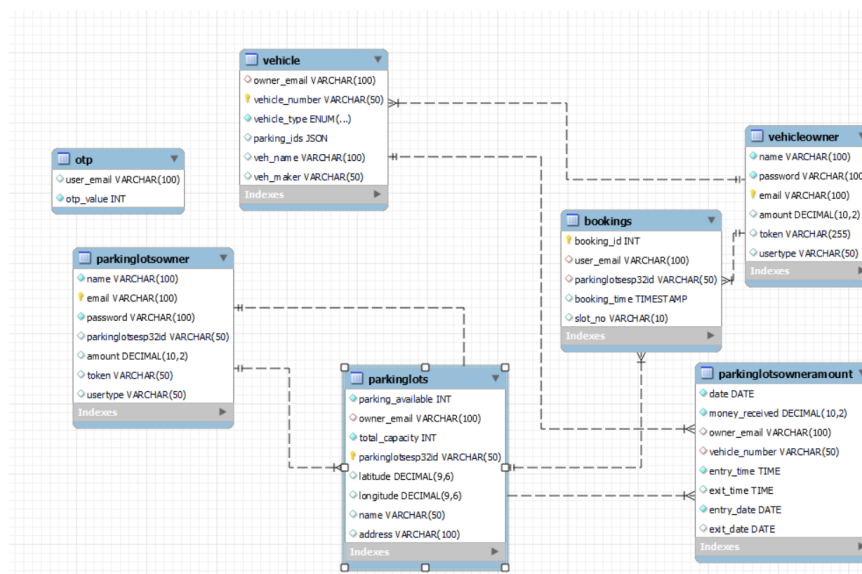 vehicle
owner_email VARCHAR(100)
vehicle_number VARCHAR(50)
vehicle_type ENUM (...)
parking_ids JSON
veh_name VARCHAR(100)
veh_maker VARCHAR(50)
Indexes
otp
user_email VARCHAR(100)
otp_value INT
vehicleowner
name VARCHAR(100)
password VARCHAR(100
email VARCHAR(100)
amount DECIMAL(10,2)
token VARCHAR(255)
usertype VARCHAR(50)
Indexes
bookings
booking_id INT
user_email VARCHAR(100)
parkinglotsesp32id VARCHAR(50)
booking_time TIMESTAMP
slot_no VARCHAR(10)
Indexes
parkinglotsowner
name VARCHAR(100)
email VARCHAR(100)
password VARCHAR(100)
parkinglotsesp32id VARCHAR(50)
amount DECIMAL(10,2)
token VARCHAR(50)
usertype VARCHAR(50)
Indexes
parkinglots
parking_available INT
owner_email VARCHAR(100)
total_capacity INT
parkinglotsesp32id VARCHAR(50)
latitude DECIMAL(9,6)
longitude DECIMAL(9,6)
name VARCHAR(50)
address VARCHAR(100)
Indexes
parkinglotsowneramount
date DATE
money_received DECIMAL(10,2)
owner_email VARCHAR(100)
vehicle_number VARCHAR(50)
entry_time TIME
exit_time TIME
entry_date DATE
exit_date DATE
Indexes